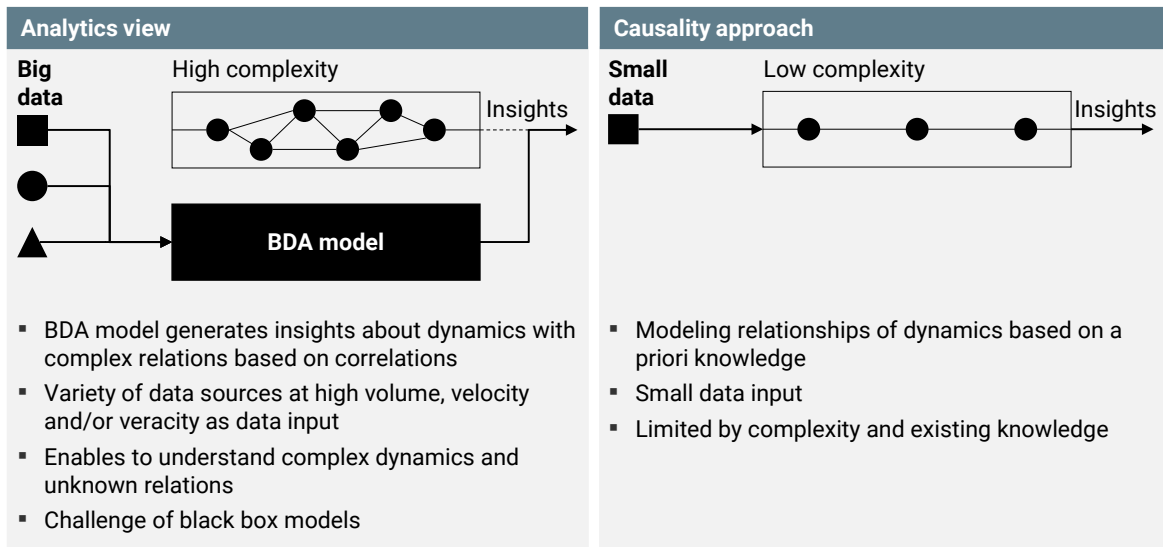 Analytics view
Big
data
High complexity
Insights
BDA model
▪ BDA model generates insights about dynamics with
complex relations based on correlations
▪ Variety of data sources at high volume, velocity
and/or veracity as data input
▪ Enables to understand complex dynamics and
unknown relations
▪ Challenge of black box models
Causality approach
Small
data
Low complexity
Insights
▪ Modeling relationships of dynamics based on a
priori knowledge
▪ Small data input
▪ Limited by complexity and existing knowledge